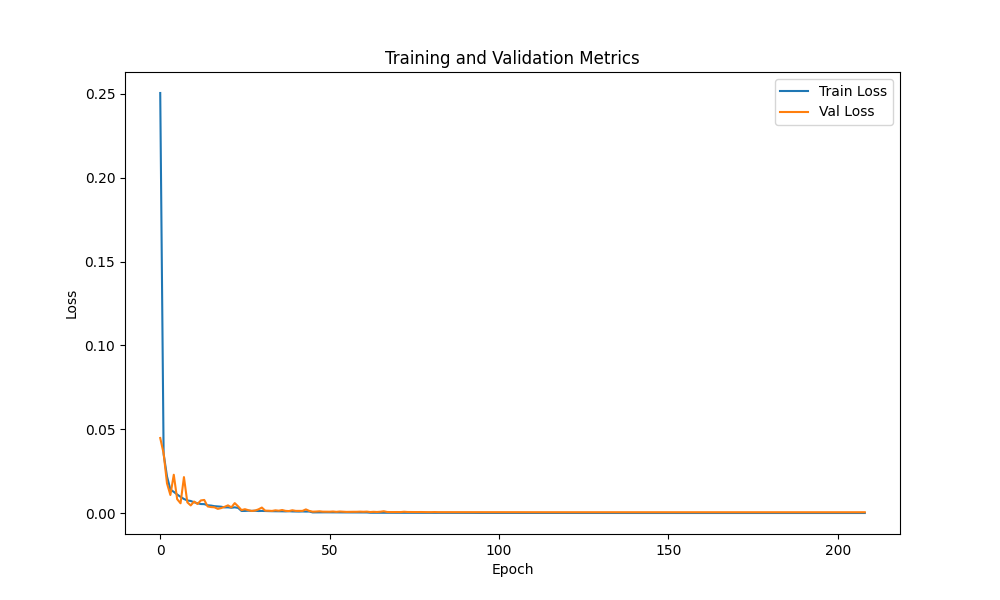 Training and Validation Metrics
Train Loss
Val Loss
0.25
0.20
0.15
0.10
0.05
0.00
Loss
0 50 100 150 200
Epoch